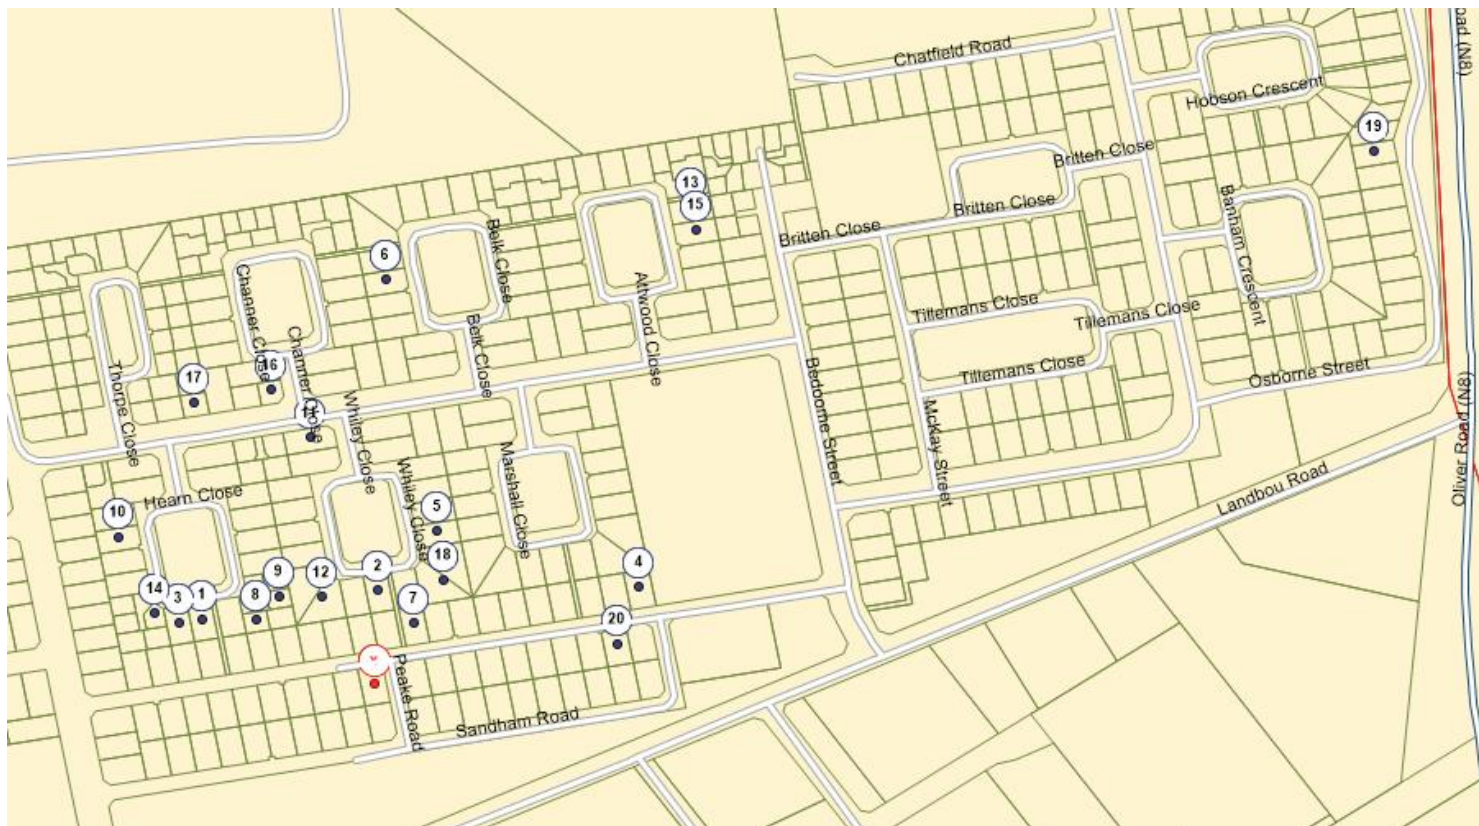 Chatfield Road
Road (N8)
Hobson Crescent
19
Britten Close
13
15
Britten Close
Britten Close
Banham Crescent
6
Belk Close
Channer Close
Attwood Close
Tillemans Close
Tillemans Close
Belk Close
Channer Close
16
17
Thorpe Close
Tillemans Close
Osborne Street
Bedborne Street
11
Whiley Close
McKay Street
Oliver Road (N8)
Marshall Close
Whiley Close
Landbou Road
Hearn Close
10
5
18
4
9
12
2
14
3
1
8
7
20
Peake Road
Sandham Road